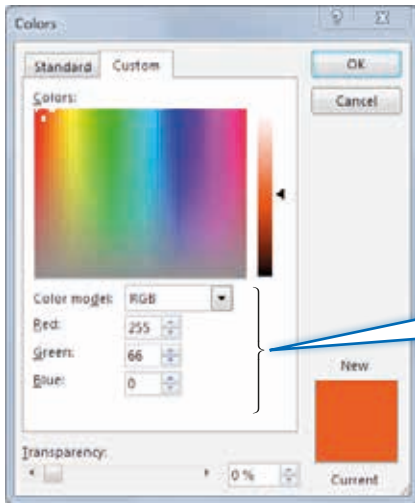 Colors
Standard Custom
OK
Cancel
Colors:
Color model: RGB
Red: 255
Green: 66
Blue: 0
New
Transparency:
0 %
Current